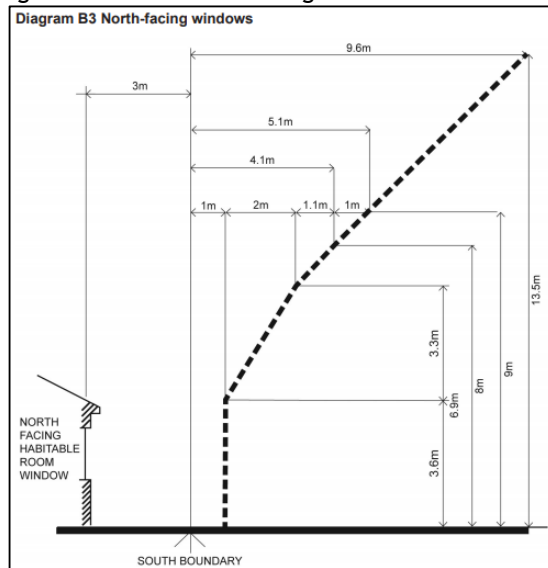 Diagram B3 North-facing windows
9.6m
3m
5.1m
4.1m
1m 2m 1.1m 1m
13.5m
9m
8m
3.3m
6.9m
3.6m
NORTH
FACING
HABITABLE
ROOM
WINDOW
SOUTH BOUNDARY